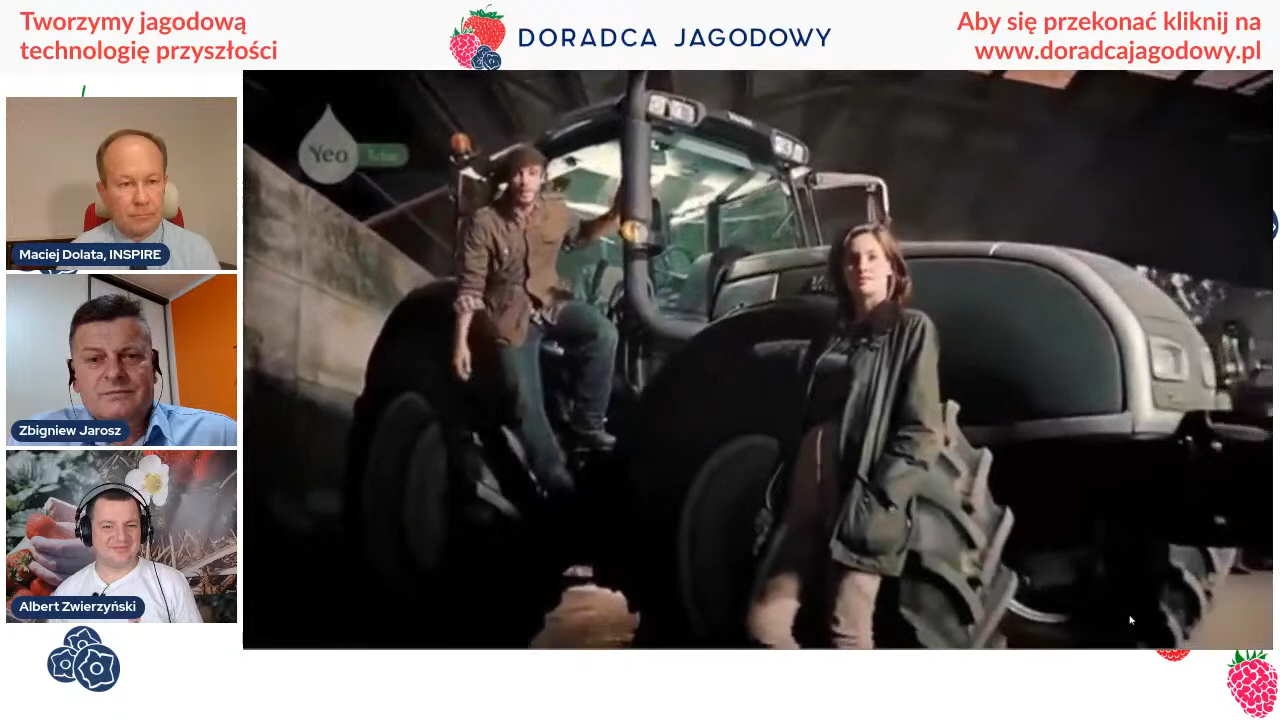 Tworzymy jagodową
technologię przyszłości
DORADCA JAGODOWY
Aby się przekonać kliknij na
www.doradcajagodowy.pl
Yeo
Maciej Dolata, INSPIRE
Zbigniew Jarosz
Albert Zwierzyński